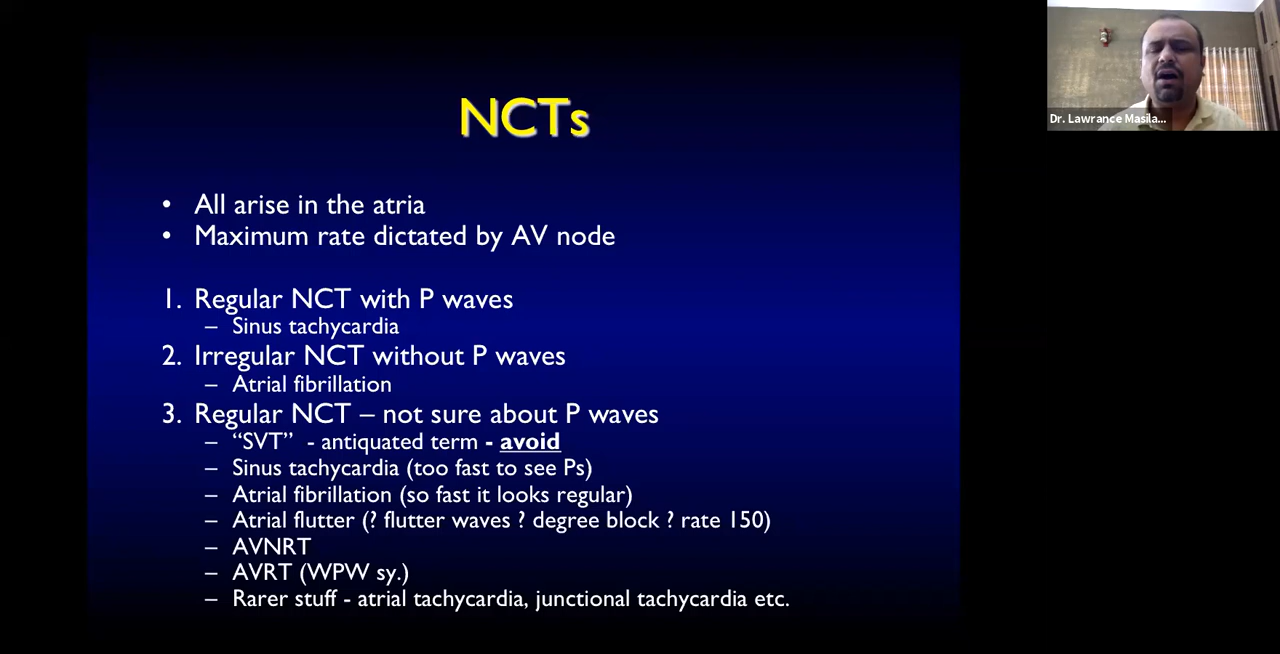 NCTs
• All arise in the atria
• Maximum rate dictated by AV node
1. Regular NCT with P waves
– Sinus tachycardia
2. Irregular NCT without P waves
– Atrial fibrillation
3. Regular NCT – not sure about P waves
– “SVT” - antiquated term - avoid
– Sinus tachycardia (too fast to see Ps)
– Atrial fibrillation (so fast it looks regular)
– Atrial flutter (? flutter waves ? degree block ? rate 150)
– AVNRT
– AVRT (WPW sy.)
– Rarer stuff - atrial tachycardia, junctional tachycardia etc.
Dr. Lawrance Masila...